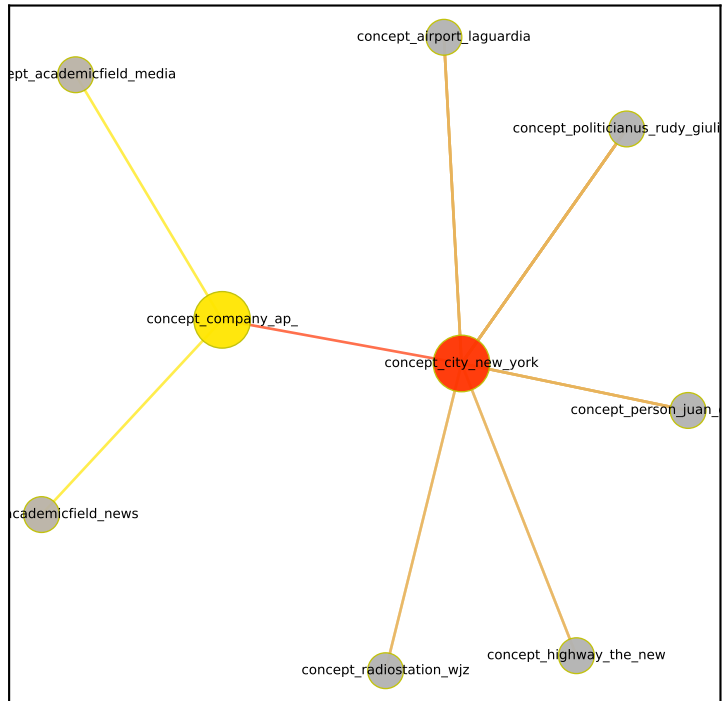 concept_airport_laguardia
ept_academicfield_media
concept_politicianus_rudy_giuli
concept_company_ap_
concept_city_new_york
concept_person_juan_
academicfield_news
concept_highway_the_new
concept_radiostation_wjz